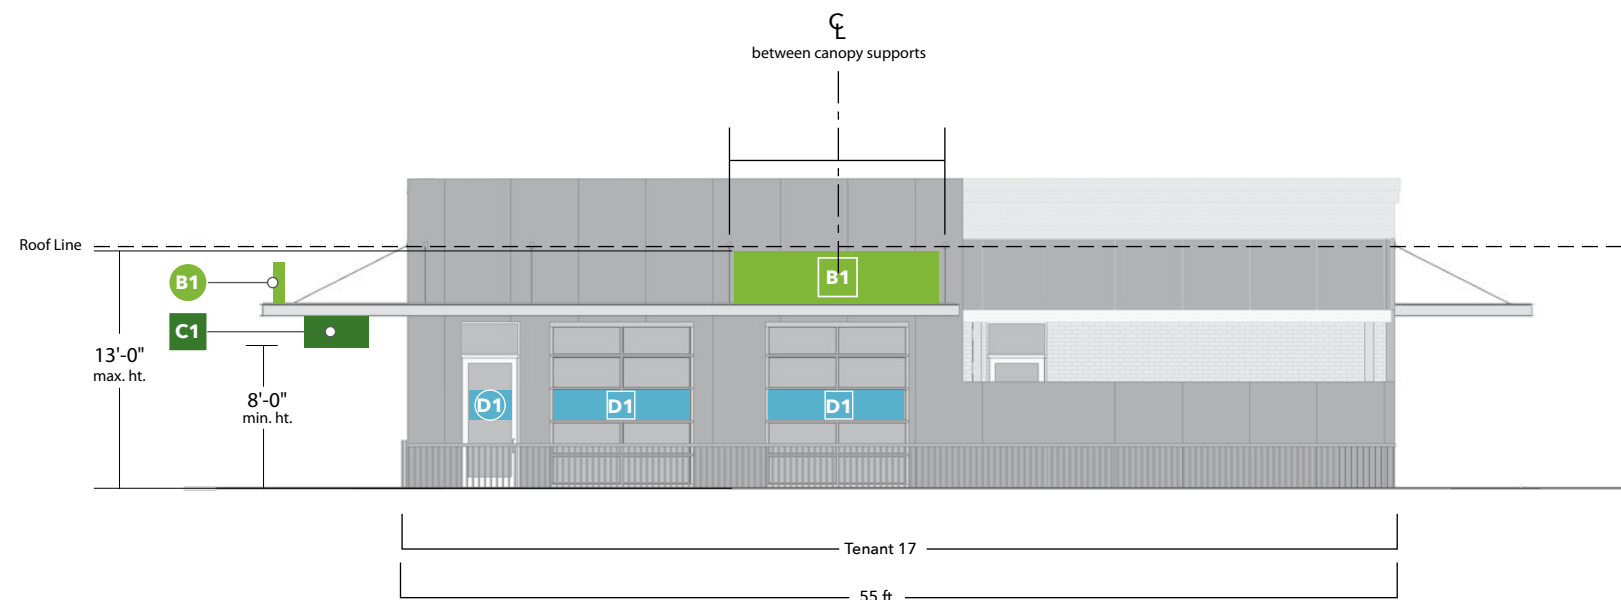 ℄
between canopy supports
Roof Line
B1
B1
C1
13'-0"
max. ht.
8'-0"
min. ht.
D1
D1
D1
Tenant 17
55 ft